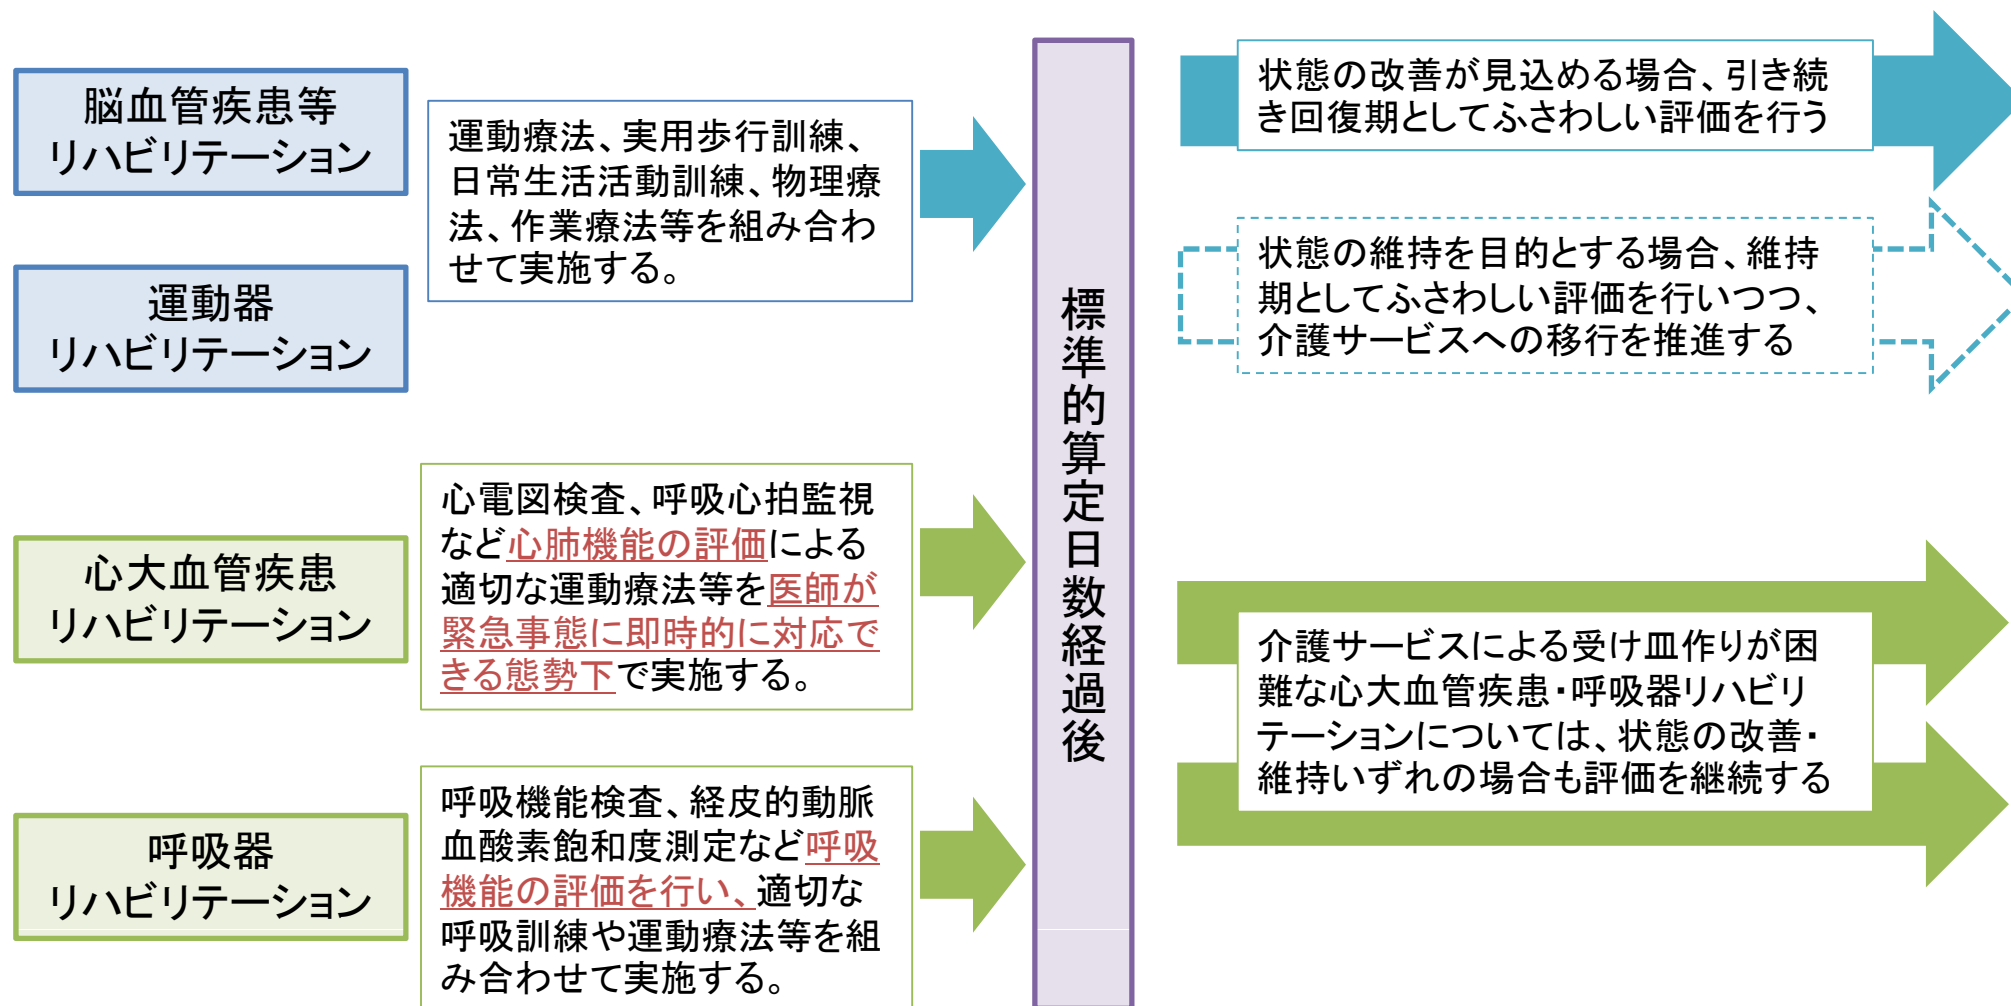 脳血管疾患等
リハビリテーション
運動器
リハビリテーション
運動療法、実用歩行訓練、
日常生活活動訓練、物理療
法、作業療法等を組み合わ
せて実施する。
心大血管疾患
リハビリテーション
心電図検査、呼吸心拍監視
など心肺機能の評価による
適切な運動療法等を医師が
緊急事態に即時的に対応で
きる態勢下で実施する。
呼吸器
リハビリテーション
呼吸機能検査、経皮的動脈
血酸素飽和度測定など呼吸
機能の評価を行い、適切な
呼吸訓練や運動療法等を組
み合わせて実施する。
標準的算定日数経過後
状態の改善が見込める場合、引き続
き回復期としてふさわしい評価を行う
状態の維持を目的とする場合、維持
期としてふさわしい評価を行いつつ、
介護サービスへの移行を推進する
介護サービスによる受け皿作りが困
難な心大血管疾患・呼吸器リハビリ
テーションについては、状態の改善・
維持いずれの場合も評価を継続する